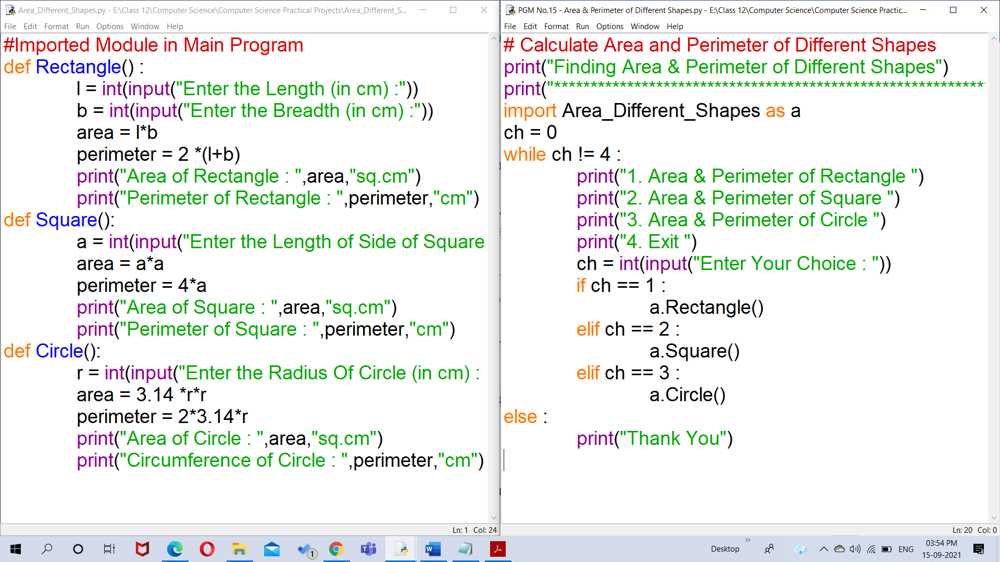 Area_Different_Shapes.py - E:\Class 12\Computer Science\Computer Science Practical Projects\Area_Different_S...
File Edit Format Run Options Window Help
#Imported Module in Main Program
def Rectangle() :
l = int(input("Enter the Length (in cm) :"))
b = int(input("Enter the Breadth (in cm) :"))
area = l*b
perimeter = 2 *(l+b)
print("Area of Rectangle : ",area,"sq.cm")
print("Perimeter of Rectangle : ",perimeter,"cm")
def Square():
a = int(input("Enter the Length of Side of Square
area = a*a
perimeter = 4*a
print("Area of Square : ",area,"sq.cm")
print("Perimeter of Square : ",perimeter,"cm")
def Circle():
r = int(input("Enter the Radius Of Circle (in cm) :
area = 3.14 *r*r
perimeter = 2*3.14*r
print("Area of Circle : ",area,"sq.cm")
print("Circumference of Circle : ",perimeter,"cm")
Ln: 1 Col: 24
PGM No.15 - Area & Perimeter of Different Shapes.py - E:\Class 12\Computer Science\Computer Science Practic...
File Edit Format Run Options Window Help
# Calculate Area and Perimeter of Different Shapes
print("Finding Area & Perimeter of Different Shapes")
print("***********************************************************
import Area_Different_Shapes as a
ch = 0
while ch != 4 :
print("1. Area & Perimeter of Rectangle ")
print("2. Area & Perimeter of Square ")
print("3. Area & Perimeter of Circle ")
print("4. Exit ")
ch = int(input("Enter Your Choice : "))
if ch == 1 :
a.Rectangle()
elif ch == 2 :
a.Square()
elif ch == 3 :
a.Circle()
else :
print("Thank You")
Ln: 20 Col: 0
1
Desktop
ENG
03:54 PM
15-09-2021